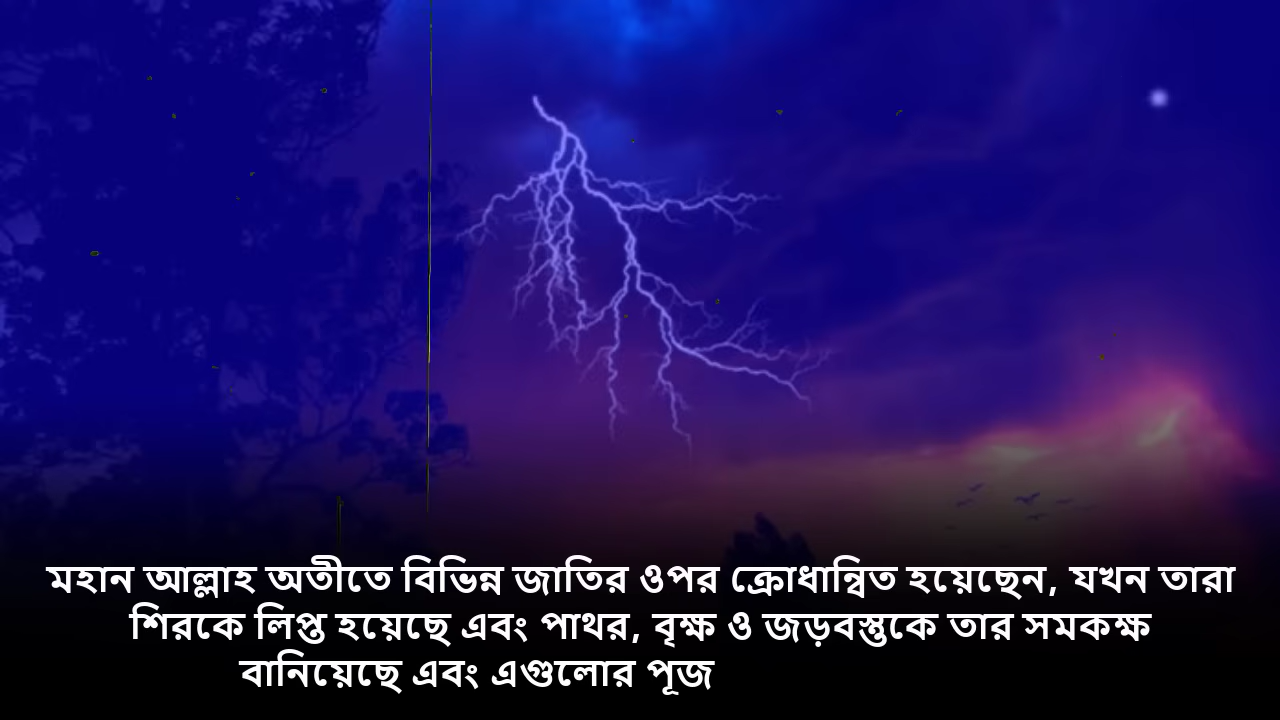 মহান আল্লাহ অতীতে বিভিন্ন জাতির ওপর ক্রোধান্বিত হয়েছেন, যখন তারা
শিরকে লিপ্ত হয়েছে এবং পাথর, বৃক্ষ ও জড়বস্তুকে তার সমকক্ষ
বানিয়েছে এবং এগুলোর পূজ